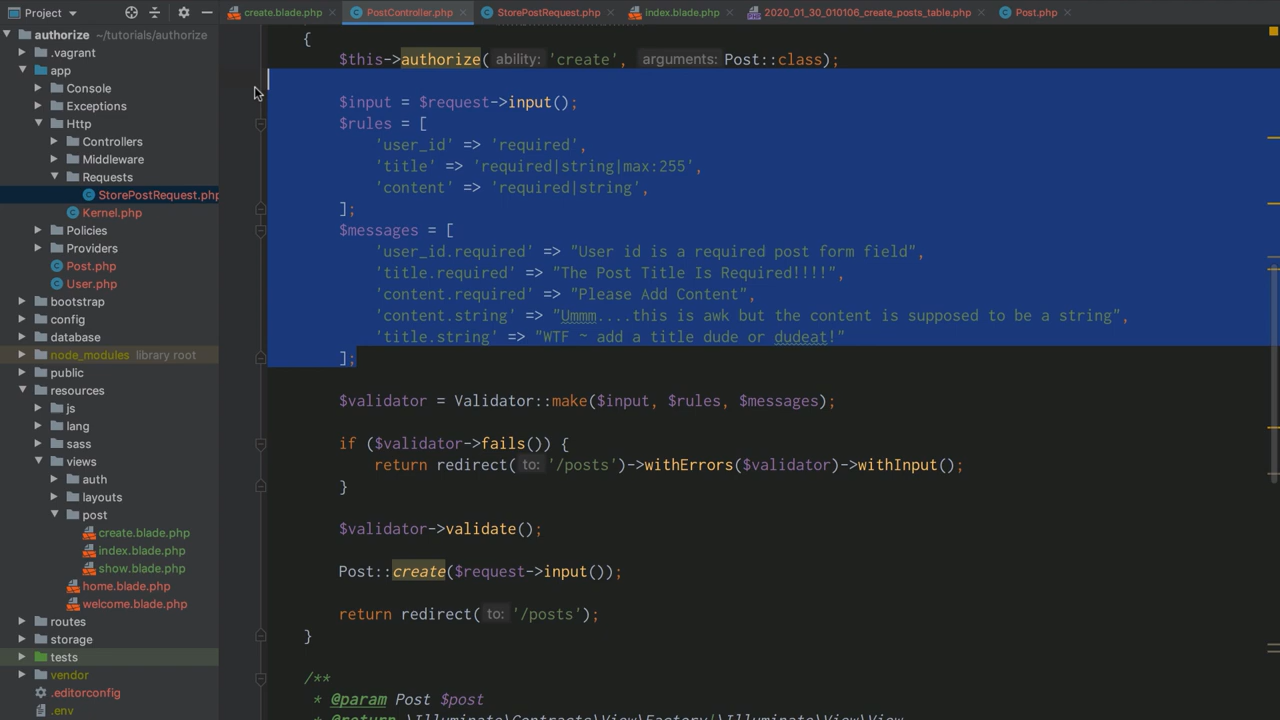 Project
create.blade.php
PostController.php
StorePostRequest.php
index.blade.php
2020_01_30_010106_create_posts_table.php
Post.php
authorize ~/tutorials/authorize
.vagrant
app
Console
Exceptions
Http
Controllers
Middleware
Requests
StorePostRequest.php
Kernel.php
Policies
Providers
Post.php
User.php
bootstrap
config
database
node_modules library root
public
resources
js
lang
sass
views
auth
layouts
post
create.blade.php
index.blade.php
show.blade.php
home.blade.php
welcome.blade.php
routes
storage
tests
vendor
.editorconfig
.env
{
$this->authorize( ability: 'create', arguments: Post::class);
$input = $request->input();
$rules = [
'user_id' => 'required',
'title' => 'required|string|max:255',
'content' => 'required|string',
];
$messages = [
'user_id.required' => "User id is a required post form field",
'title.required' => "The Post Title Is Required!!!!",
'content.required' => "Please Add Content",
'content.string' => "Ummm....this is awk but the content is supposed to be a string",
'title.string' => "WTF ~ add a title dude or dudeat!"
];
$validator = Validator::make($input, $rules, $messages);
if ($validator->fails()) {
return redirect( to: '/posts')->withErrors($validator)->withInput();
}
$validator->validate();
Post::create($request->input());
return redirect( to: '/posts');
}
/**
* @param Post $post
* @return \Illuminate\Contracts\View\Factory|\Illuminate\View\View